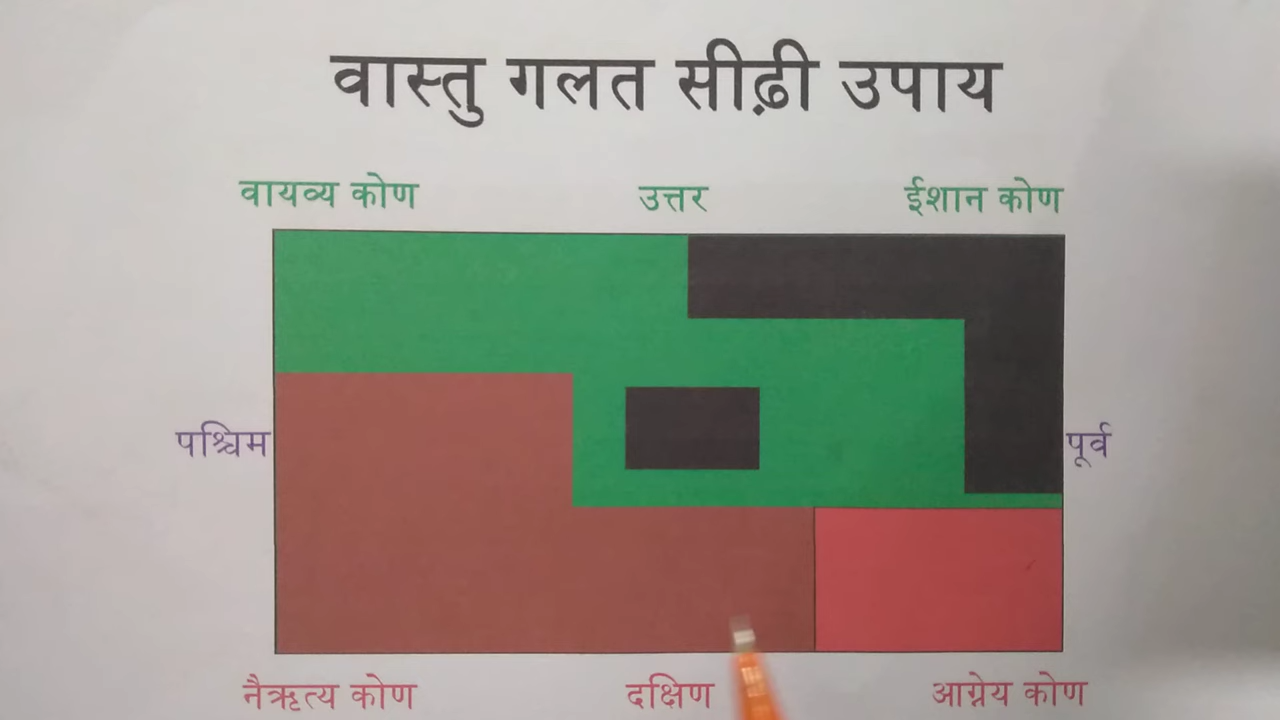 वास्तु गलत सीढ़ी उपाय
वायव्य कोण उत्तर ईशान कोण
पश्चिम पूर्व
नैऋत्य कोण दक्षिण आग्नेय कोण